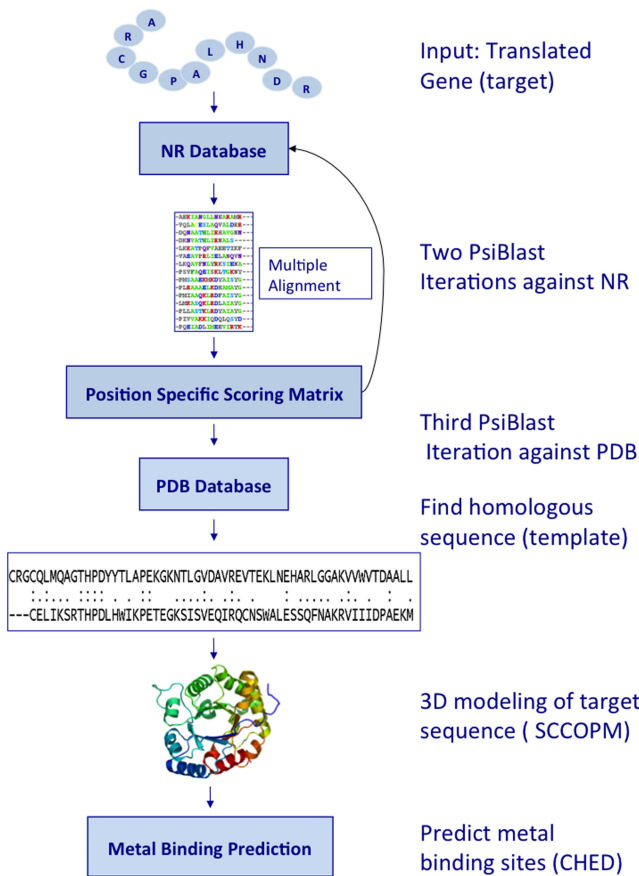 A
R
C
G
P
A
L
H
N
D
R
Input: Translated
Gene (target)
NR Database
Multiple
Alignment
Two PsiBlast
Iterations against NR
Position Specific Scoring Matrix
Third PsiBlast
Iteration against PDB
PDB Database
Find homologous
sequence (template)
CRGCQLMQAGTHPDYYTLAPEKGKNTLGVDAVREVTEKLNEHARLGGAKVVWVTDAALL
---CELIKSRTHPDLHWIKPETEGKSISVEQIRQCNSWALESSQFNAKRVIIIDPAEKM
3D modeling of target
sequence ( SCCOPM)
Metal Binding Prediction
Predict metal
binding sites (CHED)